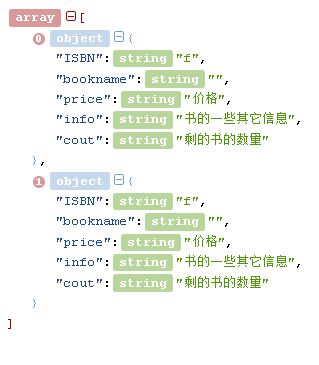 array [
0 object {
"ISBN": string "f",
"bookname": string "",
"price": string "价格",
"info": string "书的一些其它信息",
"cout": string "剩的书的数量"
},
1 object {
"ISBN": string "f",
"bookname": string "",
"price": string "价格",
"info": string "书的一些其它信息",
"cout": string "剩的书的数量"
}
]